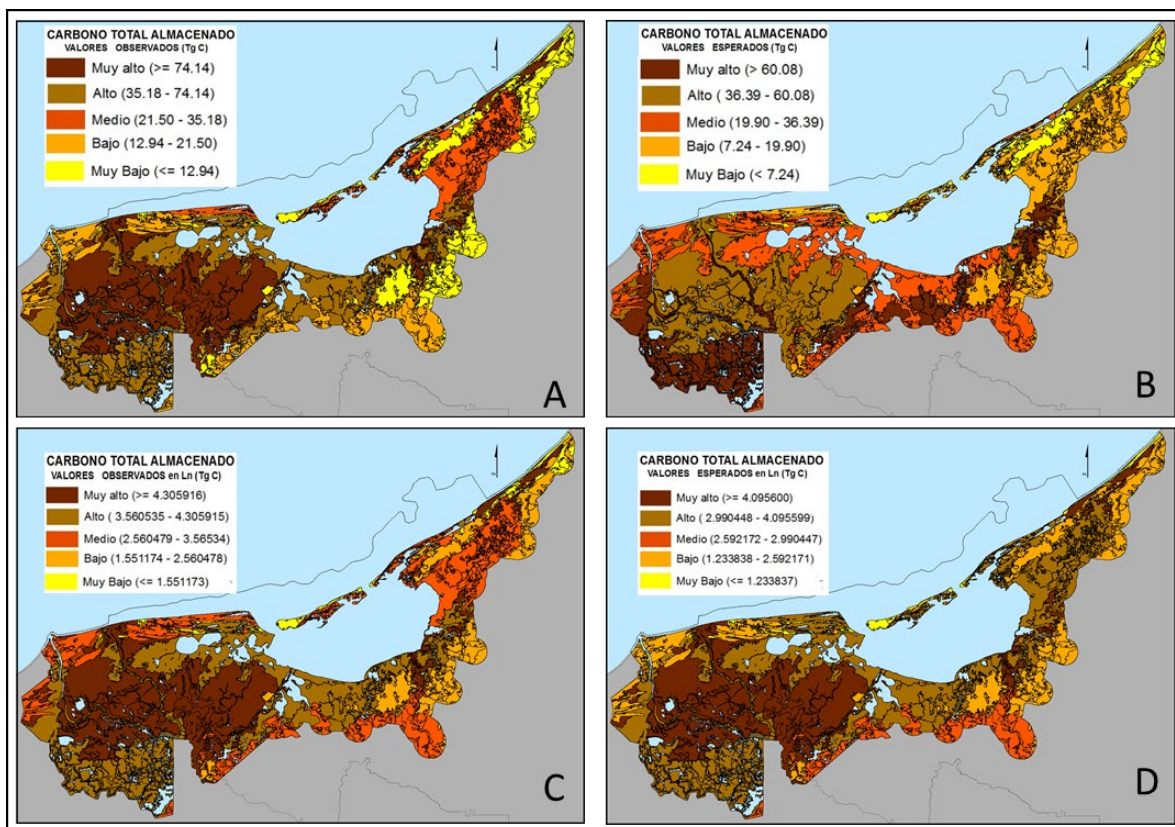 CARBONO TOTAL ALMACENADO
VALORES OBSERVADOS (Tg C)
Muy alto (>= 74.14)
Alto (35.18 - 74.14)
Medio (21.50 - 35.18)
Bajo (12.94 - 21.50)
Muy Bajo (<= 12.94)
A
CARBONO TOTAL ALMACENADO
VALORES ESPERADOS (Tg C)
Muy alto (> 60.08)
Alto ( 36.39 - 60.08)
Medio (19.90 - 36.39)
Bajo (7.24 - 19.90)
Muy Bajo (< 7.24)
B
CARBONO TOTAL ALMACENADO
VALORES OBSERVADOS en Ln (Tg C)
Muy alto (>= 4.305916)
Alto ( 3.560535 - 4.305915)
Medio (2.560479 - 3.56534)
Bajo (1.551174 - 2.560478)
Muy Bajo (<= 1.551173)
C
CARBONO TOTAL ALMACENADO
VALORES ESPERADOS en Ln (Tg C)
Muy alto (>= 4.095600)
Alto ( 2.990448 - 4.095599)
Medio (2.592172 - 2.990447)
Bajo (1.233838 - 2.592171)
Muy Bajo (<= 1.233837)
D